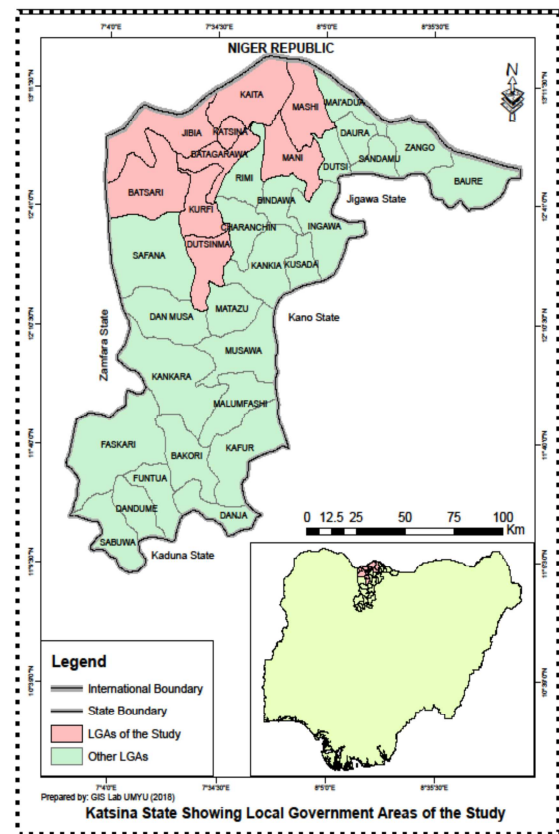 7°4'0"E 7°34'30"E 8°5'0"E 8°35'30"E
NIGER REPUBLIC
N
KAITA
MASHI
MAI'ADUA
JIBIA
KATSINA
DAURA
ZANGO
BATAGARAWA
MANI
SANDAMU
RIMI
DUTSI
BAURE
BATSARI
BINDAWA
Jigawa State
KURFI
CHARANCHIN
INGAWA
DUTSINMA
SAFANA
KANKIA
KUSADA
MATAZU
DAN MUSA
Kano State
Zamfara State
MUSAWA
KANKARA
MALUMFASHI
FASKARI
KAFUR
BAKORI
FUNTUA
DANDUME
DANJA
SABUWA
Kaduna State
0 12.5 25 50 75 100
Km
Legend
International Boundary
State Boundary
LGAs of the Study
Other LGAs
7°4'0"E 7°34'30"E 8°5'0"E 8°35'30"E
Prepared by: GIS Lab UMYU (2018)
Katsina State Showing Local Government Areas of the Study